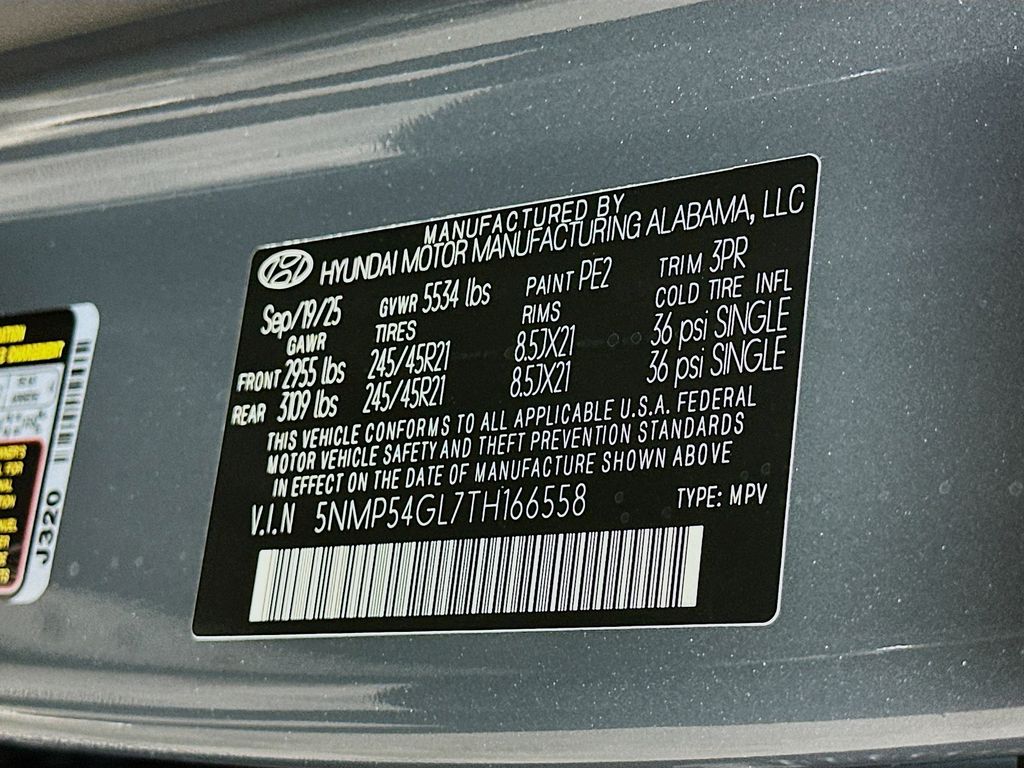 MANUFACTURED BY
HYUNDAI MOTOR MANUFACTURING ALABAMA, LLC
Sep/19/25 GVWR 5534 lbs PAINT PE2 TRIM 3PR
GAWR TIRES RIMS COLD TIRE INFL
FRONT 2955 lbs 245/45R21 8.5JX21 36 psi SINGLE
REAR 3109 lbs 245/45R21 8.5JX21 36 psi SINGLE
THIS VEHICLE CONFORMS TO ALL APPLICABLE U.S.A. FEDERAL
MOTOR VEHICLE SAFETY AND THEFT PREVENTION STANDARDS
IN EFFECT ON THE DATE OF MANUFACTURE SHOWN ABOVE
V.I.N 5NMP54GL7TH166558 TYPE: MPV
J320